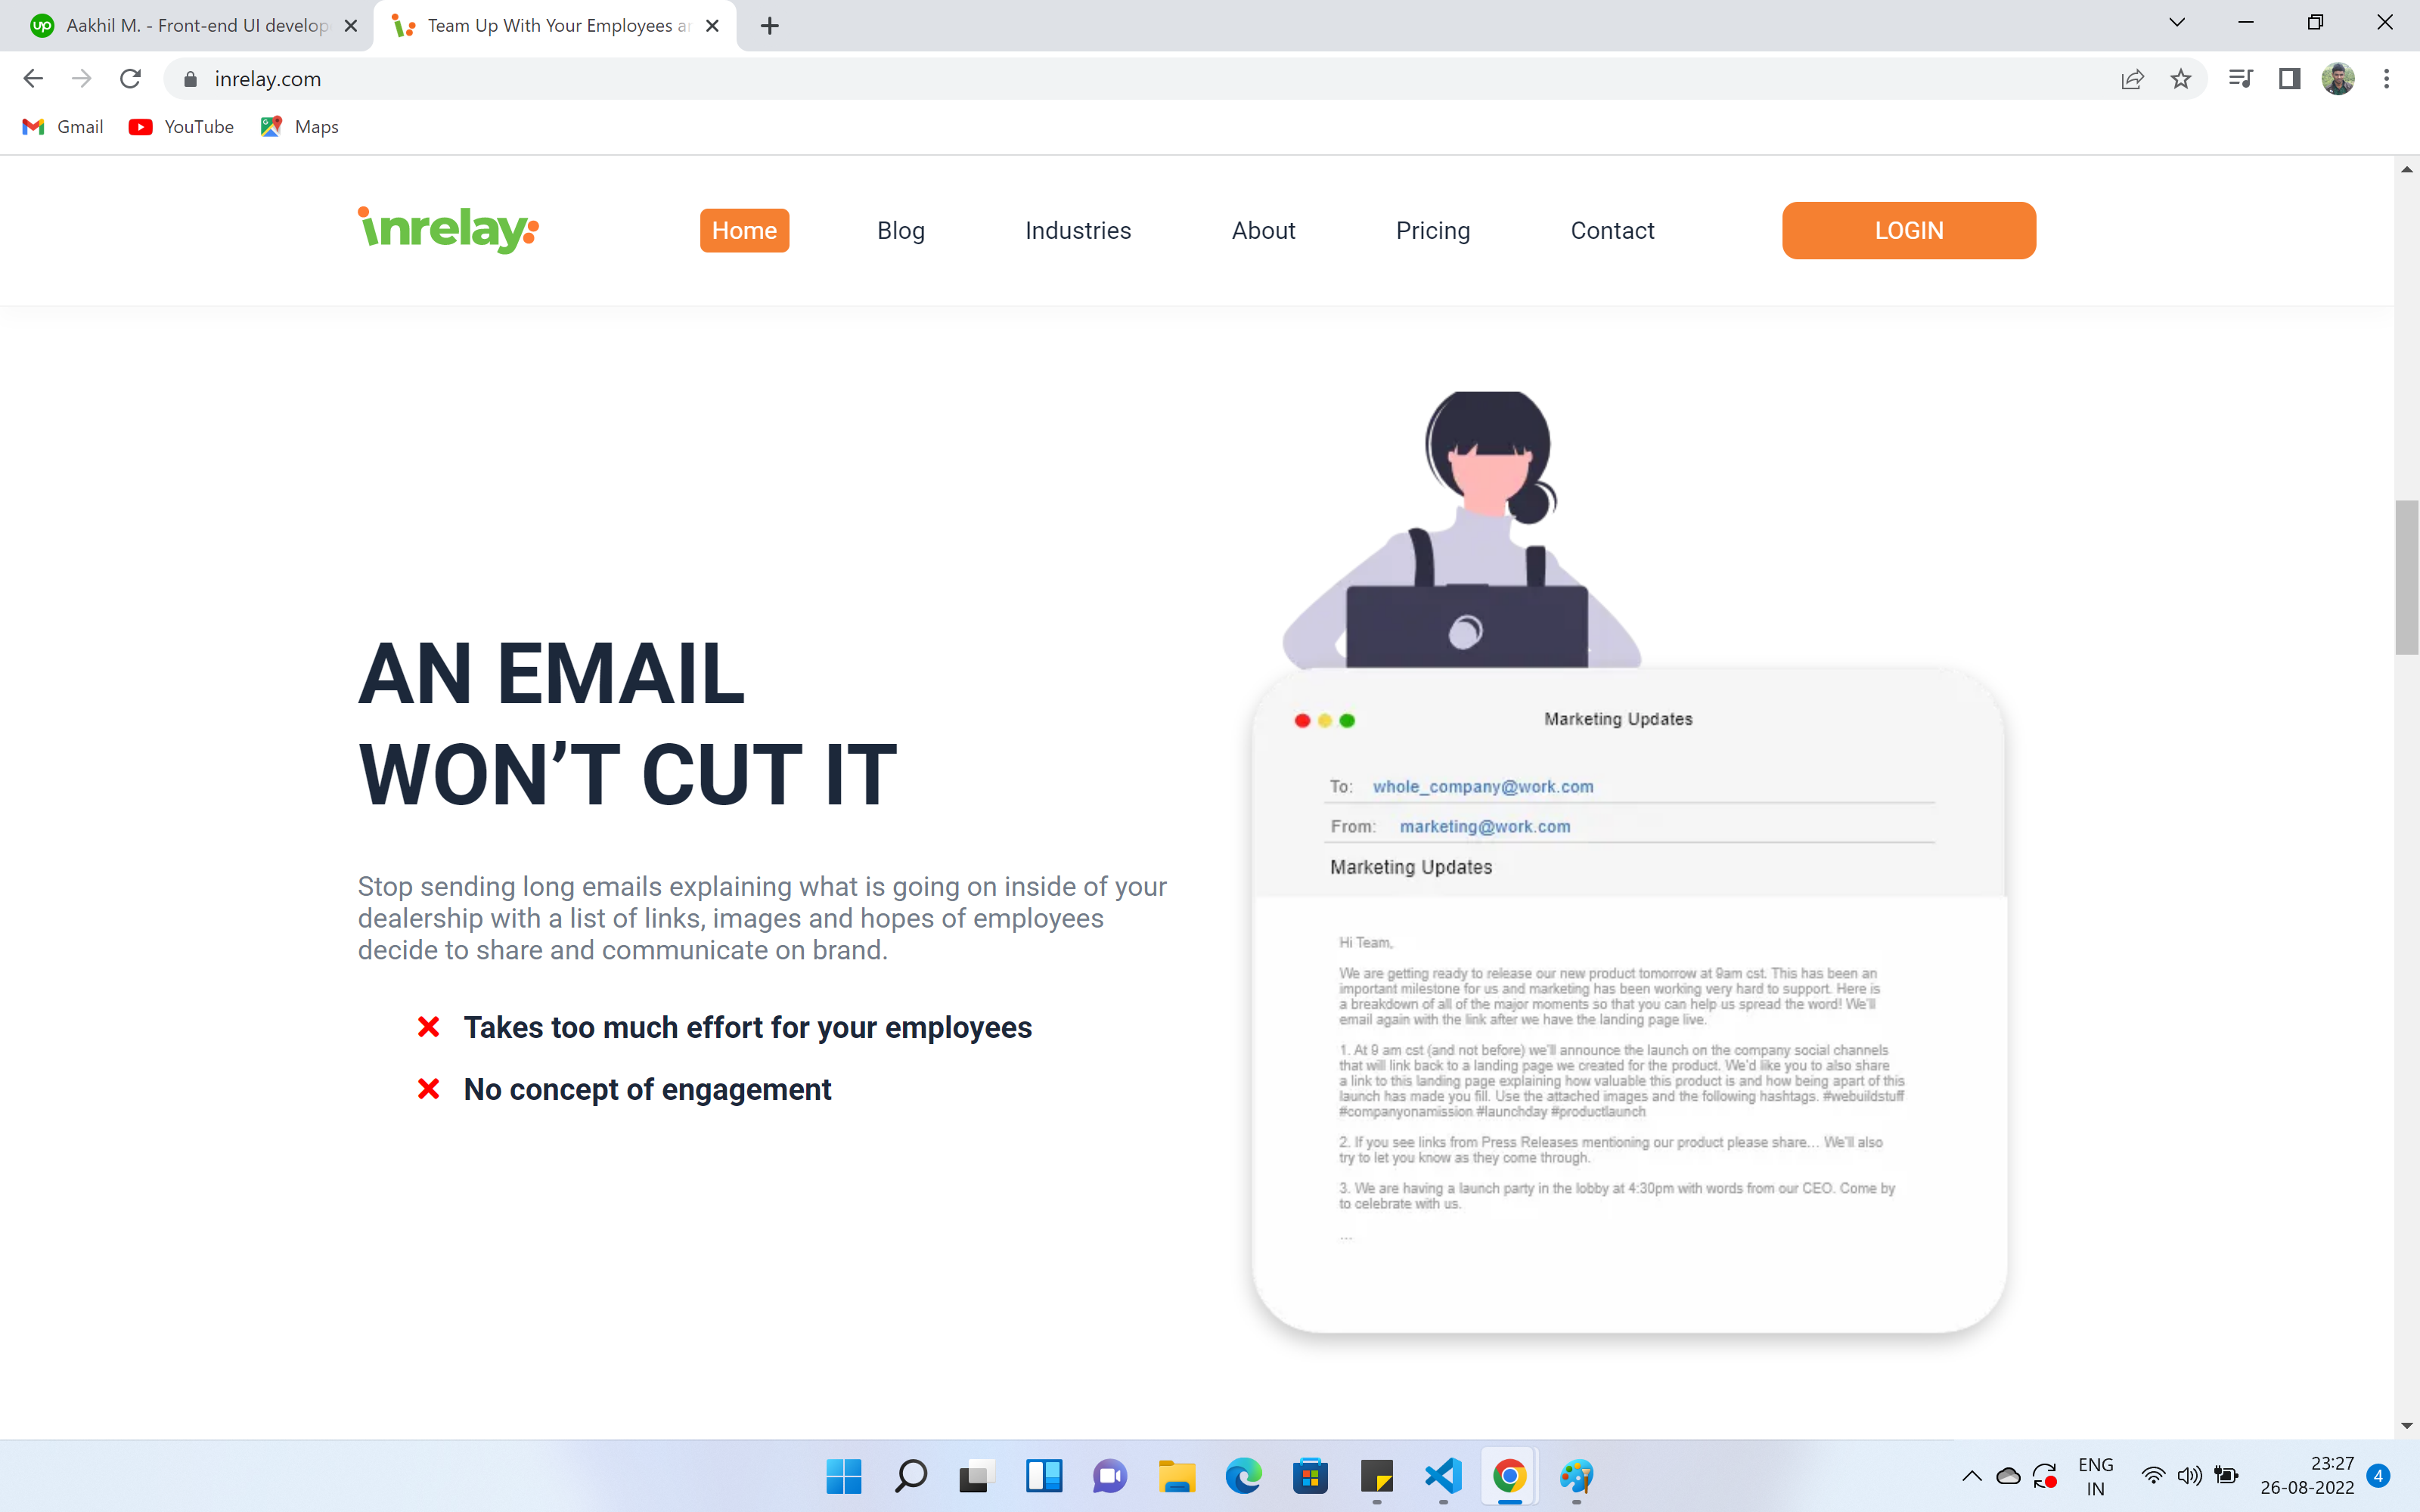 up Aakhil M. - Front-end UI develop
Team Up With Your Employees ar
inrelay.com
Gmail YouTube Maps
inrelay
Home Blog Industries About Pricing Contact LOGIN
AN EMAIL
WON'T CUT IT
Stop sending long emails explaining what is going on inside of your
dealership with a list of links, images and hopes of employees
decide to share and communicate on brand.
Takes too much effort for your employees
No concept of engagement
Marketing Updates
To: whole_company@work.com
From: marketing@work.com
Marketing Updates
Hi Team,
We are getting ready to release our new product tomorrow at 9am cst. This has been an
important milestone for us and marketing has been working very hard to support. Here is
a breakdown of all of the major moments so that you can help us spread the word! We'll
email again with the link after we have the landing page live.
1. At 9 am cst (and not before) we'll announce the launch on the company social channels
that will link back to a landing page we created for the product. We'd like you to also share
a link to this landing page explaining how valuable this product is and how being apart of this
launch has made you fill. Use the attached images and the following hashtags. #webuildstuff
#companyonamission #launchday #productlaunch
2. If you see links from Press Releases mentioning our product please share... We'll also
try to let you know as they come through.
3. We are having a launch party in the lobby at 4:30pm with words from our CEO. Come by
to celebrate with us.
...
ENG
IN
23:27
26-08-2022
4